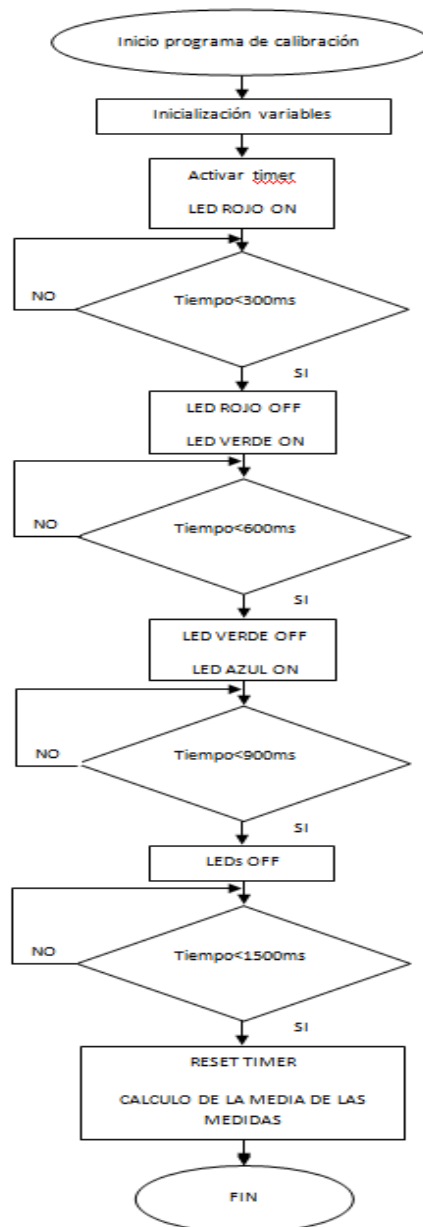 Inicio programa de calibración
Inicialización variables
Activar timer
LED ROJO ON
Tiempo<300ms
NO
SI
LED ROJO OFF
LED VERDE ON
Tiempo<600ms
NO
SI
LED VERDE OFF
LED AZUL ON
Tiempo<900ms
NO
SI
LEDs OFF
Tiempo<1500ms
NO
SI
RESET TIMER
CALCULO DE LA MEDIA DE LAS
MEDIDAS
FIN